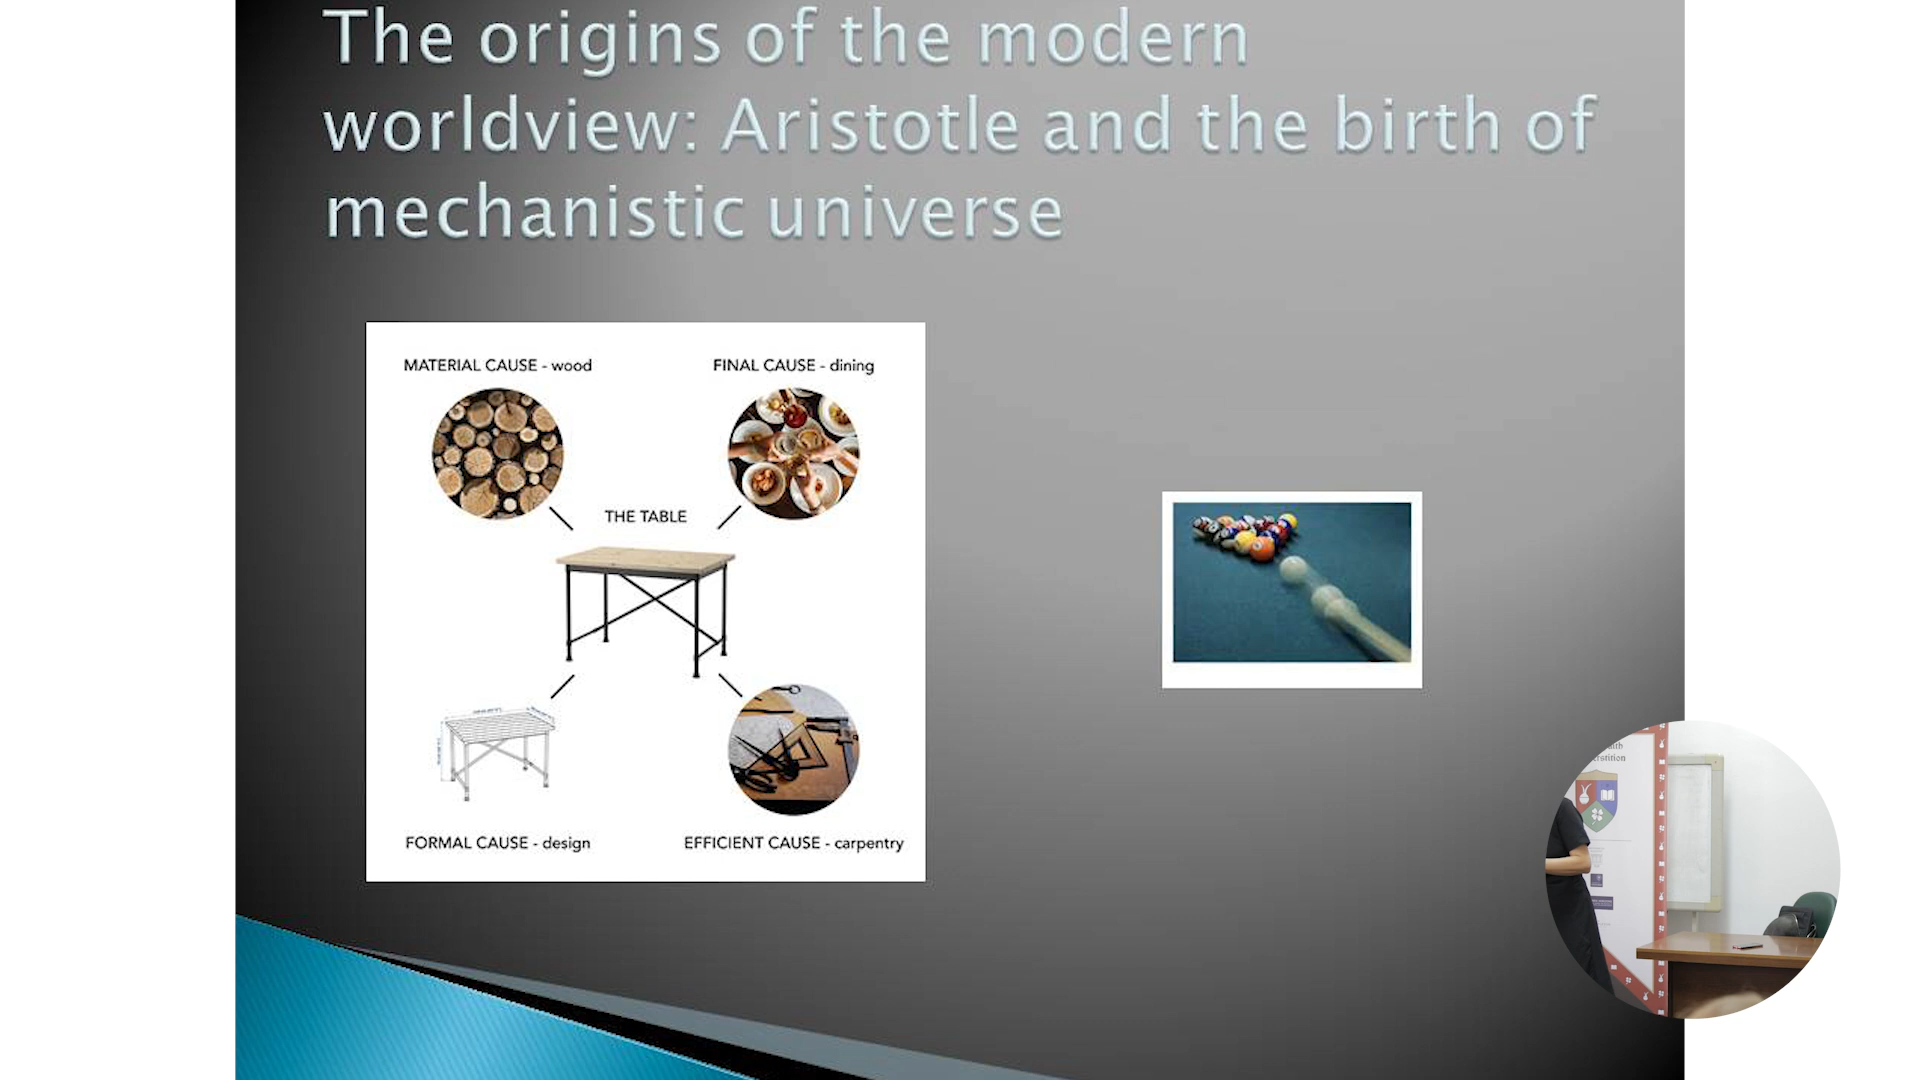 The origins of the modern
worldview: Aristotle and the birth of
mechanistic universe
MATERIAL CAUSE - wood
FINAL CAUSE - dining
THE TABLE
FORMAL CAUSE - design
EFFICIENT CAUSE - carpentry